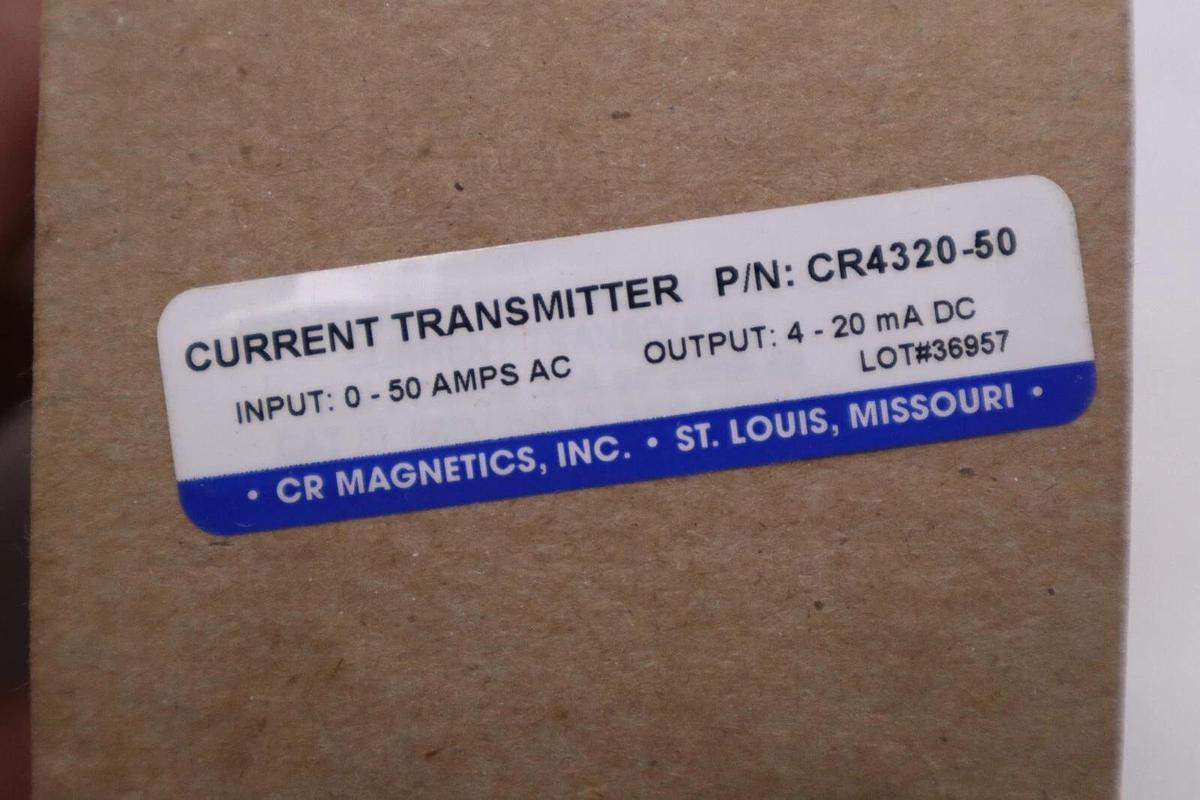 CURRENT TRANSMITTER P/N: CR4320-50
INPUT: 0 - 50 AMPS AC OUTPUT: 4 - 20 mA DC
LOT#36957
• CR MAGNETICS, INC. • ST. LOUIS, MISSOURI •